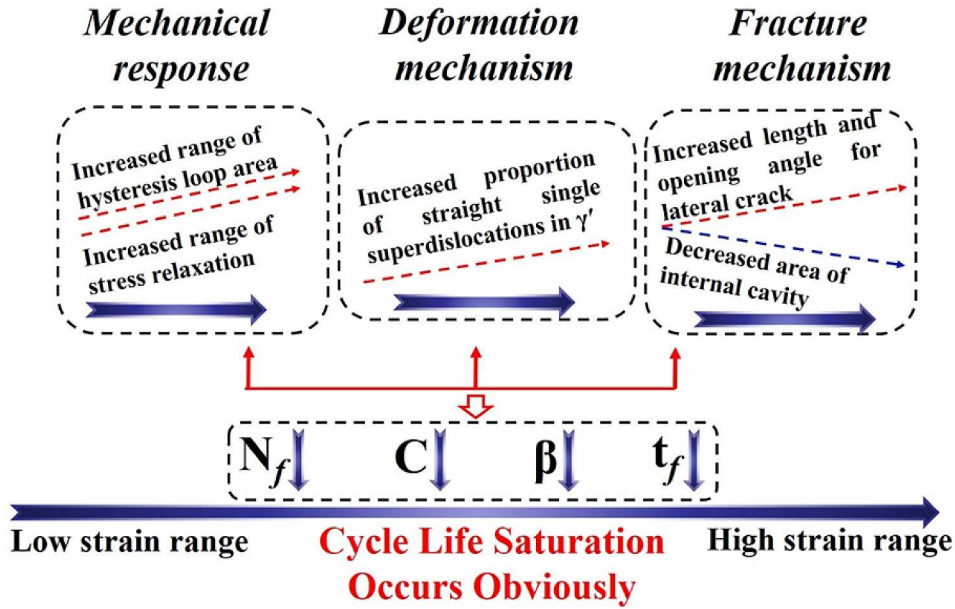 Mechanical
response
Deformation
mechanism
Fracture
mechanism
Increased range of
hysteresis loop area
Increased range of
stress relaxation
Increased proportion
of straight single
superdislocations in γ′
Increased length and
opening angle for
lateral crack
Decreased area of
internal cavity
Nf C β tf
Low strain range
Cycle Life Saturation
Occurs Obviously
High strain range